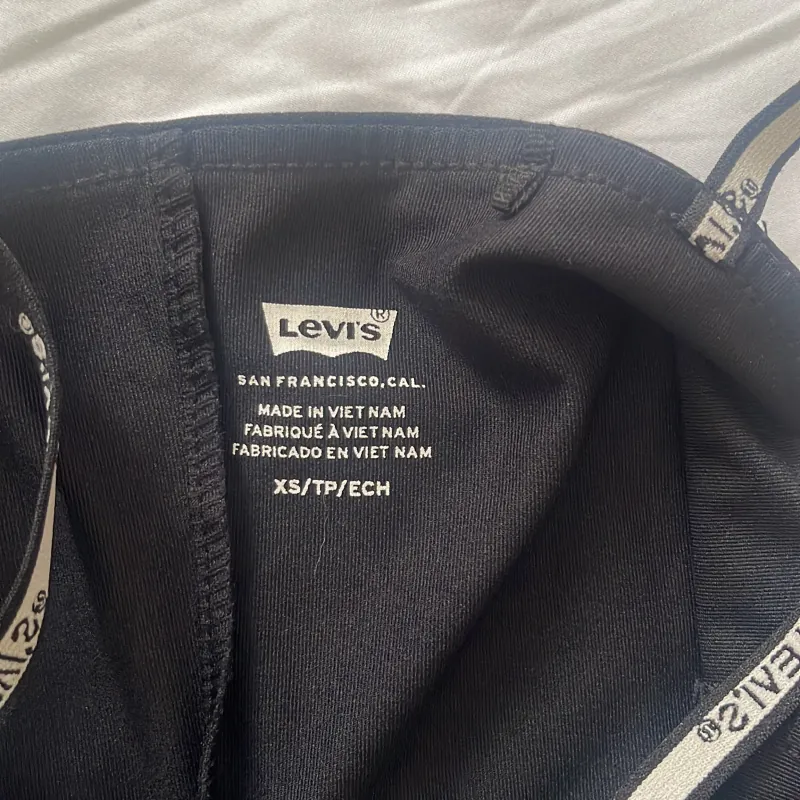 LEVI'S®
SAN FRANCISCO, CAL.
MADE IN VIET NAM
FABRIQUÉ À VIET NAM
FABRICADO EN VIET NAM
XS/TP/ECH